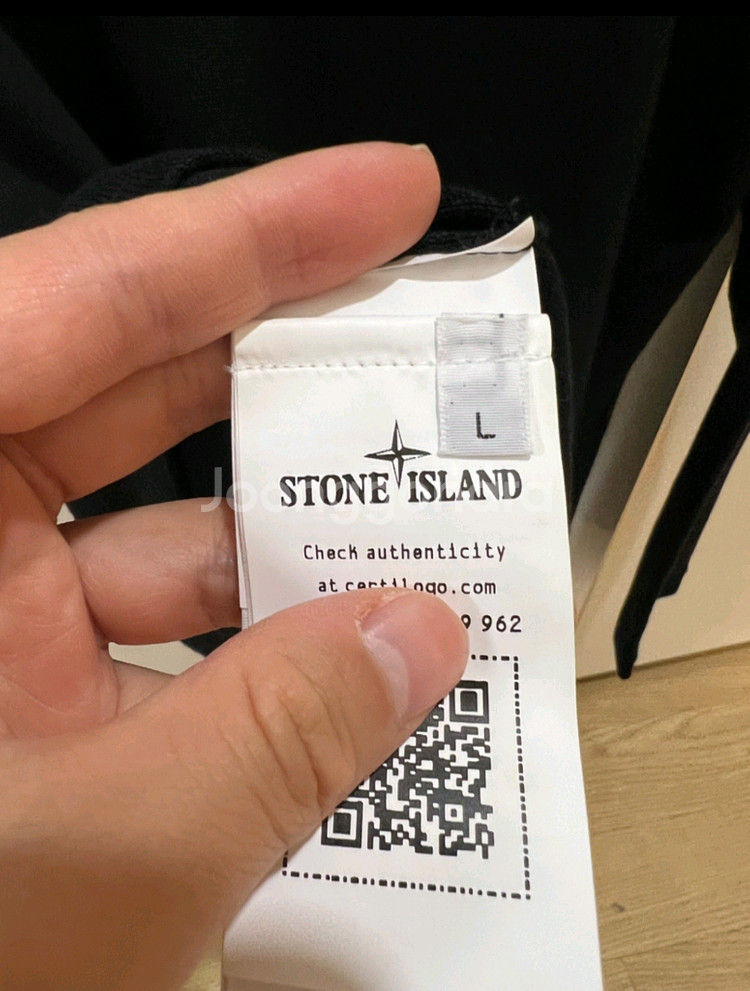 L
STONE ISLAND
Check authenticity
at certilogo.com
9 962